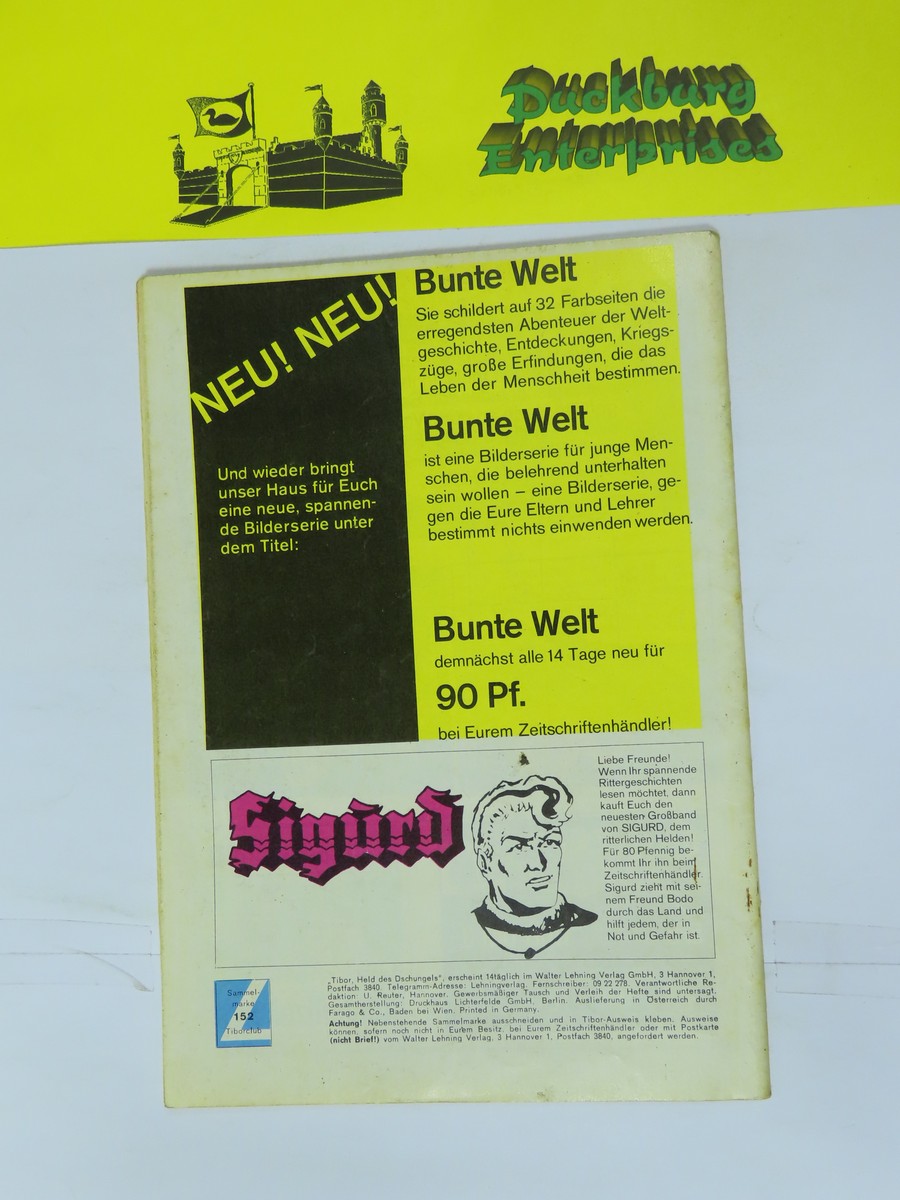 Duckburg
Enterprises
NEU! NEU!
Und wieder bringt
unser Haus für Euch
eine neue, spannen-
de Bilderserie unter
dem Titel:
Bunte Welt
Sie schildert auf 32 Farbseiten die
erregendsten Abenteuer der Welt-
geschichte, Entdeckungen, Kriegs-
züge, große Erfindungen, die das
Leben der Menschheit bestimmen.
Bunte Welt
ist eine Bilderserie für junge Men-
schen, die belehrend unterhalten
sein wollen – eine Bilderserie, ge-
gen die Eure Eltern und Lehrer
bestimmt nichts einwenden werden.
Bunte Welt
demnächst alle 14 Tage neu für
90 Pf.
bei Eurem Zeitschriftenhändler!
Sigurd
Liebe Freunde!
Wenn Ihr spannende
Rittergeschichten
lesen möchtet, dann
kauft Euch den
neuesten Großband
von SIGURD, dem
ritterlichen Helden!
Für 80 Pfennig be-
kommt Ihr ihn beim
Zeitschriftenhändler.
Sigurd zieht mit sei-
nem Freund Bodo
durch das Land und
hilft jedem, der in
Not und Gefahr ist.
Sammel-
marke
152
Tiborclub
„Tibor, Held des Dschungels“, erscheint 14täglich im Walter Lehning Verlag GmbH, 3 Hannover 1,
Postfach 3840. Telegramm-Adresse: Lehningverlag. Fernschreiber: 09 22 278. Verantwortliche Re-
daktion: U. Reuter, Hannover. Gewerbsmäßiger Tausch und Verleih der Hefte sind untersagt.
Gesamtherstellung: Druckhaus Lichterfelde GmbH, Berlin. Auslieferung in Österreich durch
Farago & Co., Baden bei Wien. Printed in Germany.
Achtung! Nebenstehende Sammelmarke ausschneiden und in Tibor-Ausweis kleben. Ausweise
können, sofern noch nicht in Eurem Besitz, bei Eurem Zeitschriftenhändler oder mit Postkarte
(nicht Brief!) vom Walter Lehning Verlag, 3 Hannover 1, Postfach 3840, angefordert werden.